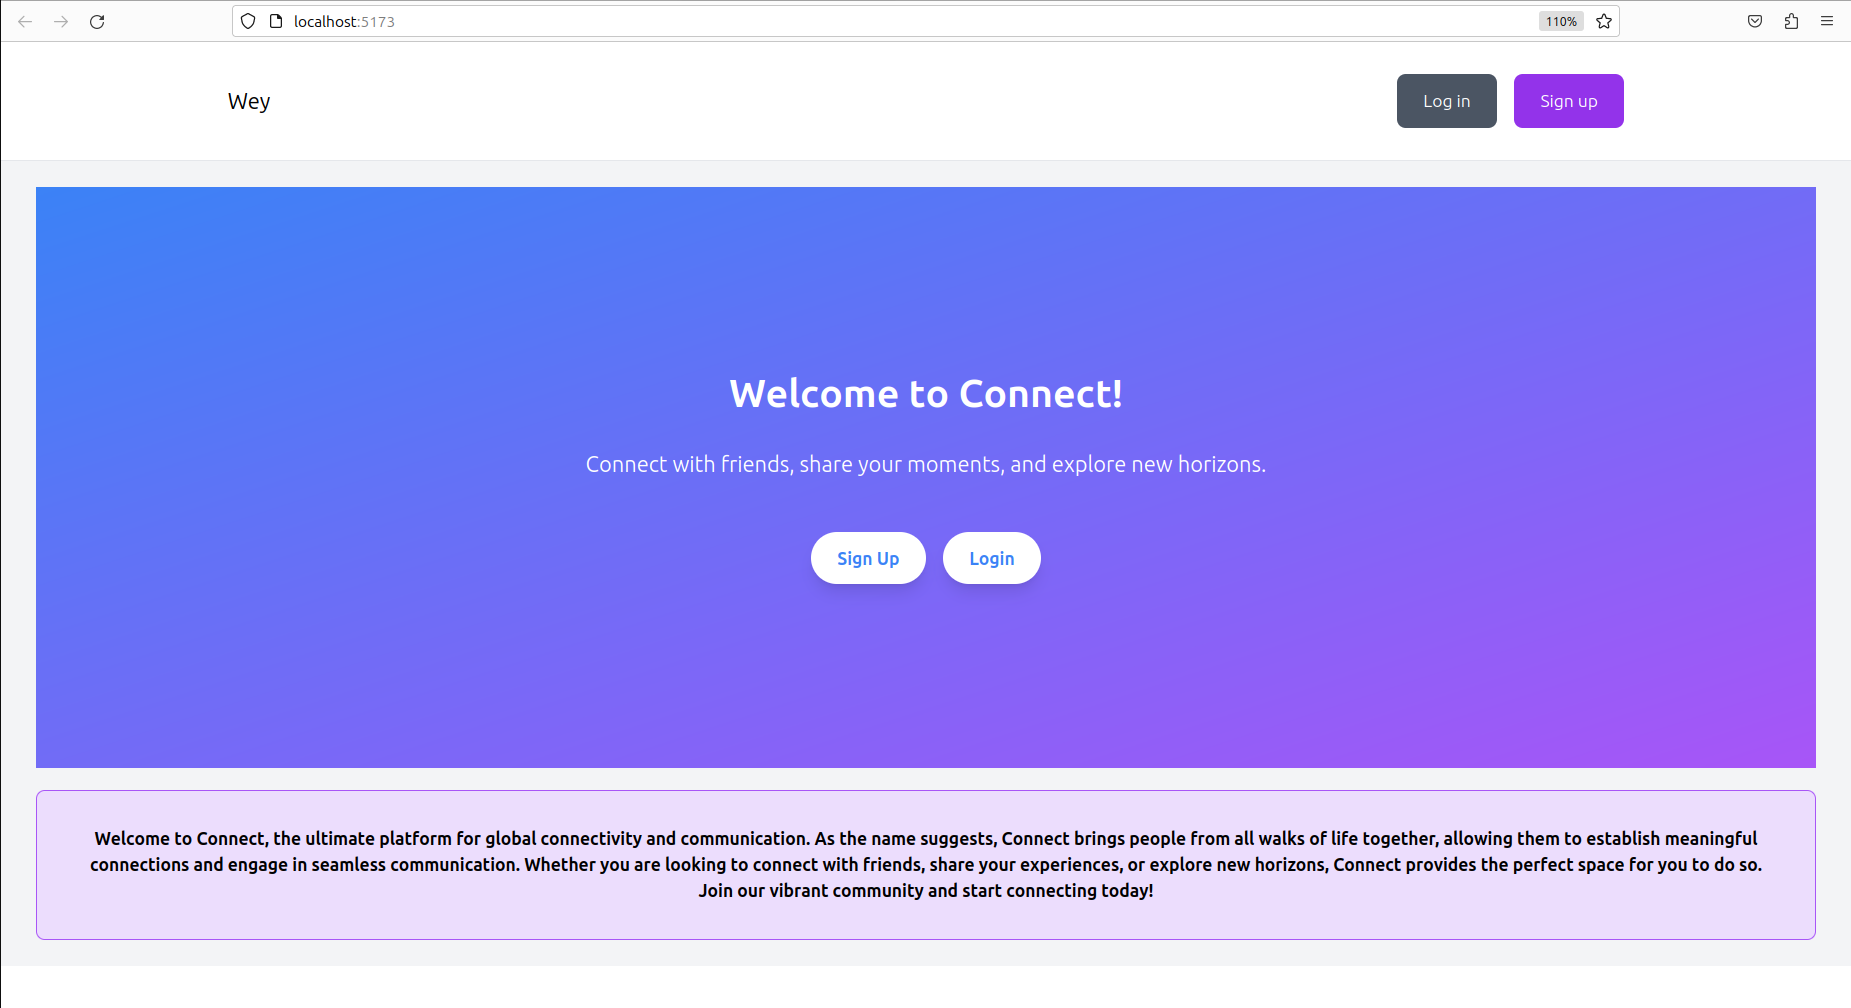 localhost:5173
110%
Wey
Log in
Sign up
Welcome to Connect!
Connect with friends, share your moments, and explore new horizons.
Sign Up
Login
Welcome to Connect, the ultimate platform for global connectivity and communication. As the name suggests, Connect brings people from all walks of life together, allowing them to establish meaningful
connections and engage in seamless communication. Whether you are looking to connect with friends, share your experiences, or explore new horizons, Connect provides the perfect space for you to do so.
Join our vibrant community and start connecting today!